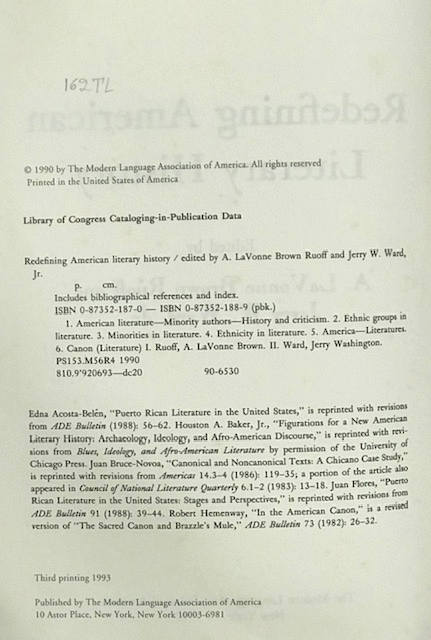 162TL
© 1990 by The Modern Language Association of America. All rights reserved
Printed in the United States of America
Library of Congress Cataloging-in-Publication Data
Redefining American literary history / edited by A. LaVonne Brown Ruoff and Jerry W. Ward,
Jr.
p. cm.
Includes bibliographical references and index.
ISBN 0-87352-187-0 — ISBN 0-87352-188-9 (pbk.)
1. American literature—Minority authors—History and criticism. 2. Ethnic groups in
literature. 3. Minorities in literature. 4. Ethnicity in literature. 5. America—Literatures.
6. Canon (Literature) I. Ruoff, A. LaVonne Brown. II. Ward, Jerry Washington.
PS153.M56R4 1990
810.9'920693—dc20 90-6530
Edna Acosta-Belén, "Puerto Rican Literature in the United States," is reprinted with revisions
from ADE Bulletin (1988): 56–62. Houston A. Baker, Jr., "Figurations for a New American
Literary History: Archaeology, Ideology, and Afro-American Discourse," is reprinted with revi-
sions from Blues, Ideology, and Afro-American Literature by permission of the University of
Chicago Press. Juan Bruce-Novoa, "Canonical and Noncanonical Texts: A Chicano Case Study,"
is reprinted with revisions from Americas 14.3–4 (1986): 119–35; a portion of the article also
appeared in Council of National Literature Quarterly 6.1–2 (1983): 13–18. Juan Flores, "Puerto
Rican Literature in the United States: Stages and Perspectives," is reprinted with revisions from
ADE Bulletin 91 (1988): 39–44. Robert Hemenway, "In the American Canon," is a revised
version of "The Sacred Canon and Brazzle's Mule," ADE Bulletin 73 (1982): 26–32.
Third printing 1993
Published by The Modern Language Association of America
10 Astor Place, New York, New York 10003-6981